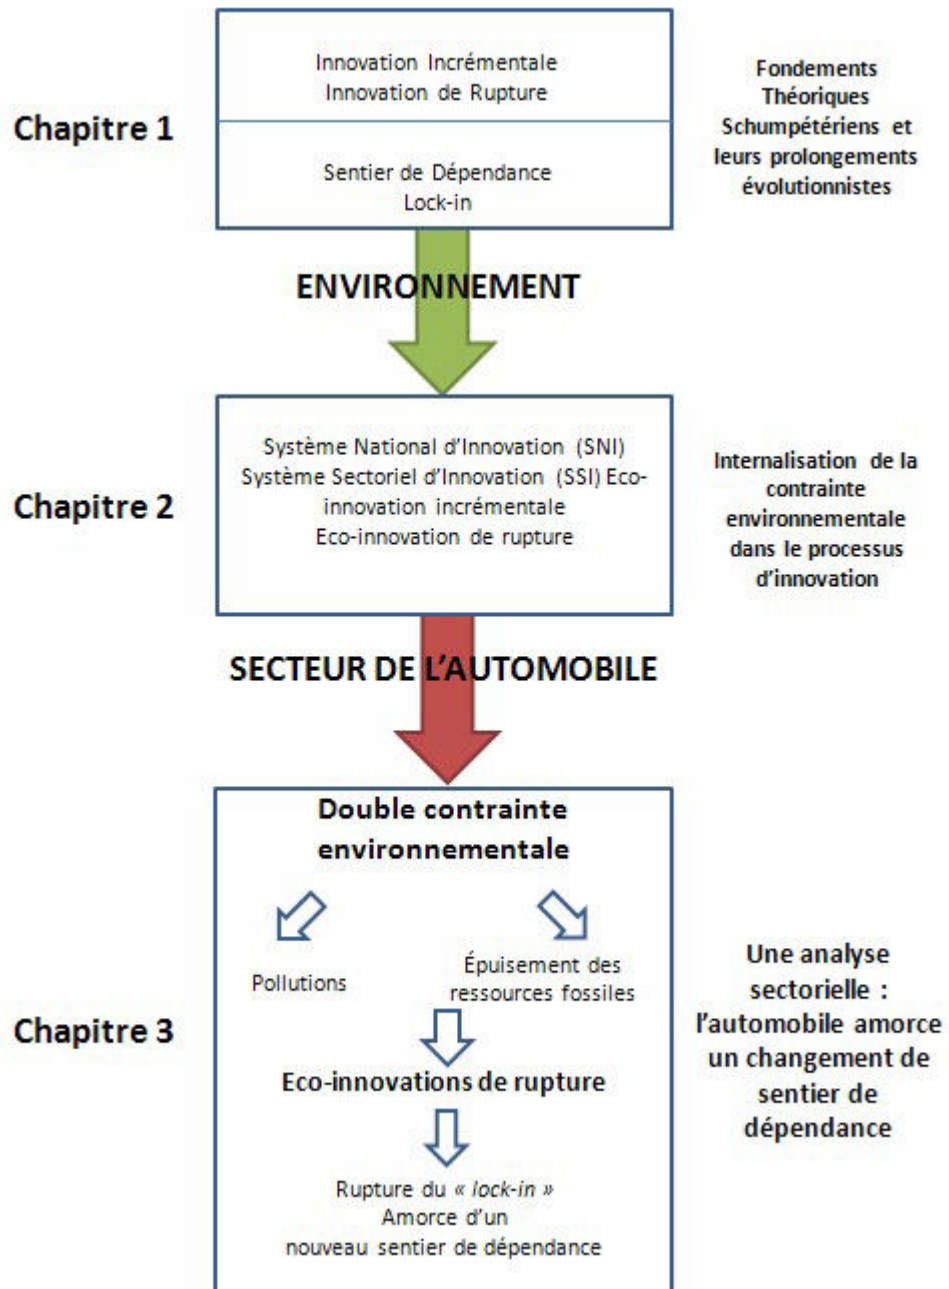 Chapitre 1
Innovation Incrémentale
Innovation de Rupture
Sentier de Dépendance
Lock-in
Fondements
Théoriques
Schumpétériens et
leurs prolongements
évolutionnistes
ENVIRONNEMENT
Chapitre 2
Système National d'Innovation (SNI)
Système Sectoriel d'Innovation (SSI) Eco-
innovation incrémentale
Eco-innovation de rupture
Internalisation de la
contrainte
environnementale
dans le processus
d'innovation
SECTEUR DE L'AUTOMOBILE
Chapitre 3
Double contrainte
environnementale
Pollutions
Épuisement des
ressources fossiles
Eco-innovations de rupture
Rupture du « lock-in »
Amorce d'un
nouveau sentier de dépendance
Une analyse
sectorielle :
l'automobile amorce
un changement de
sentier de
dépendance